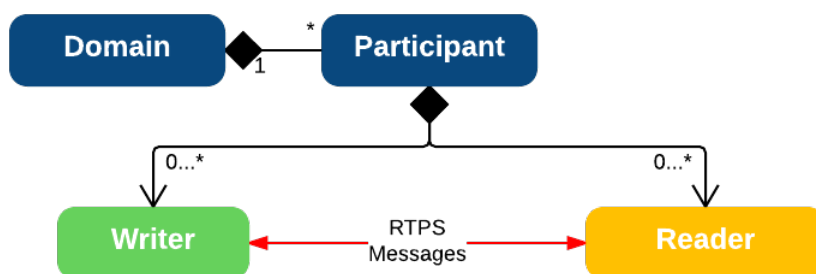 Domain
1
*
Participant
0...*
0...*
Writer
RTPS
Messages
Reader